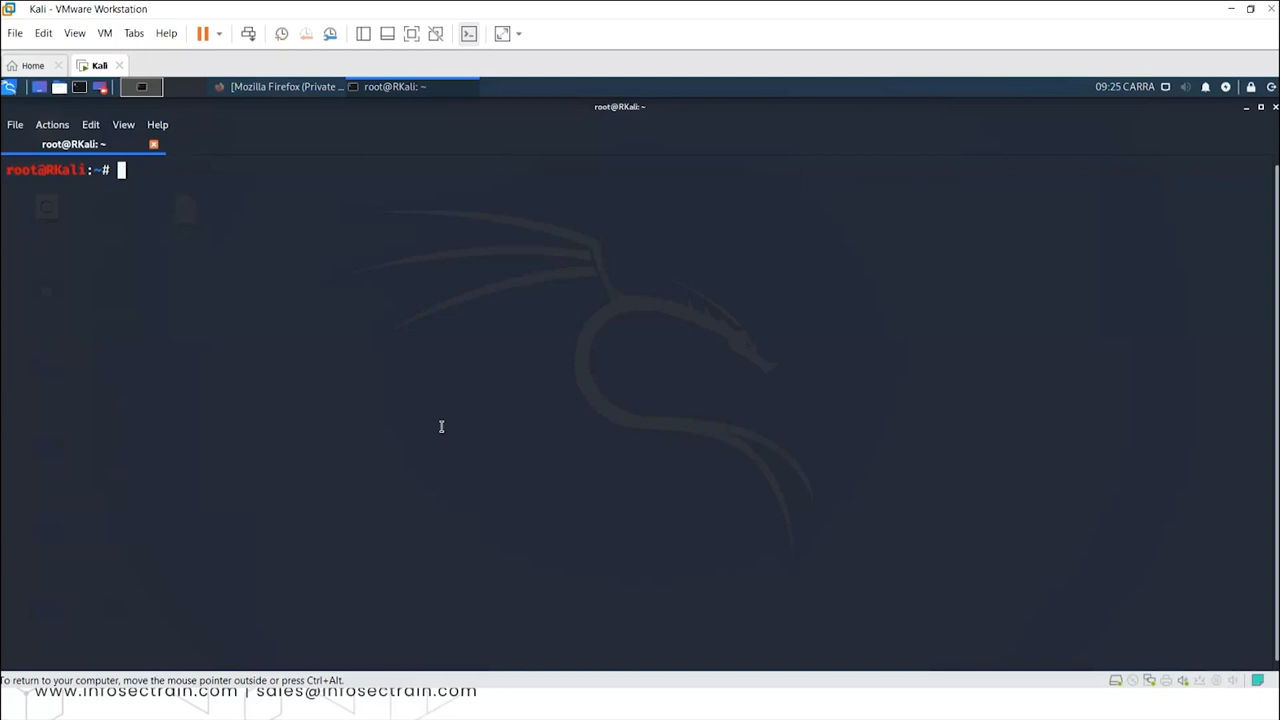 Kali - VMware Workstation
File Edit View VM Tabs Help
Home Kali
[Mozilla Firefox (Private ... root@RKali: ~ 09:25 CARRA
root@RKali: ~
File Actions Edit View Help
root@RKali: ~
root@RKali:~#
To return to your computer, move the mouse pointer outside or press Ctrl+Alt.
www.infosectrain.com | sales@infosectrain.com